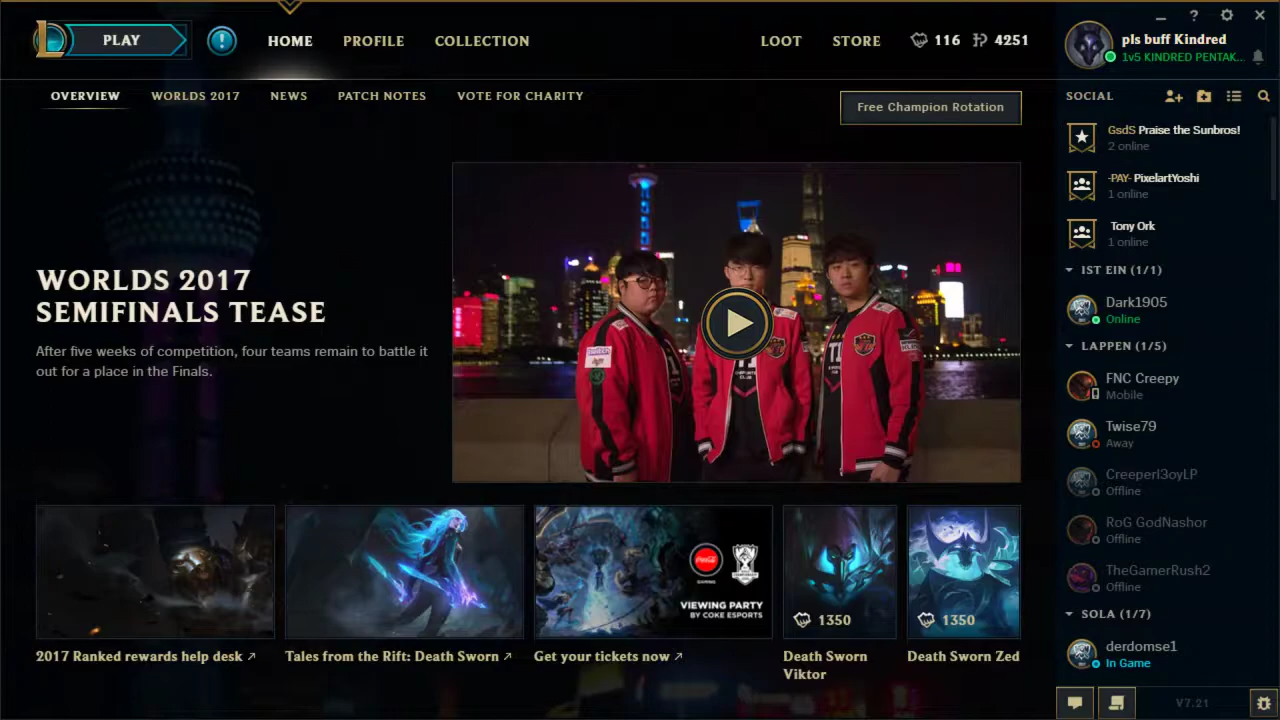 PLAY
HOME
PROFILE
COLLECTION
LOOT
STORE
116
4251
?
pls buff Kindred
1v5 KINDRED PENTAK...
OVERVIEW
WORLDS 2017
NEWS
PATCH NOTES
VOTE FOR CHARITY
Free Champion Rotation
SOCIAL
GsdS Praise the Sunbros!
2 online
-PAY- PixelartYoshi
1 online
Tony Ork
1 online
IST EIN (1/1)
Dark1905
Online
LAPPEN (1/5)
FNC Creepy
Mobile
Twise79
Away
Creeperl3oyLP
Offline
RoG GodNashor
Offline
TheGamerRush2
Offline
SOLA (1/7)
derdomse1
In Game
V7.21
WORLDS 2017
SEMIFINALS TEASE
After five weeks of competition, four teams remain to battle it
out for a place in the Finals.
2017 Ranked rewards help desk
Tales from the Rift: Death Sworn
VIEWING PARTY
BY COKE ESPORTS
Get your tickets now
1350
Death Sworn
Viktor
1350
Death Sworn Zed